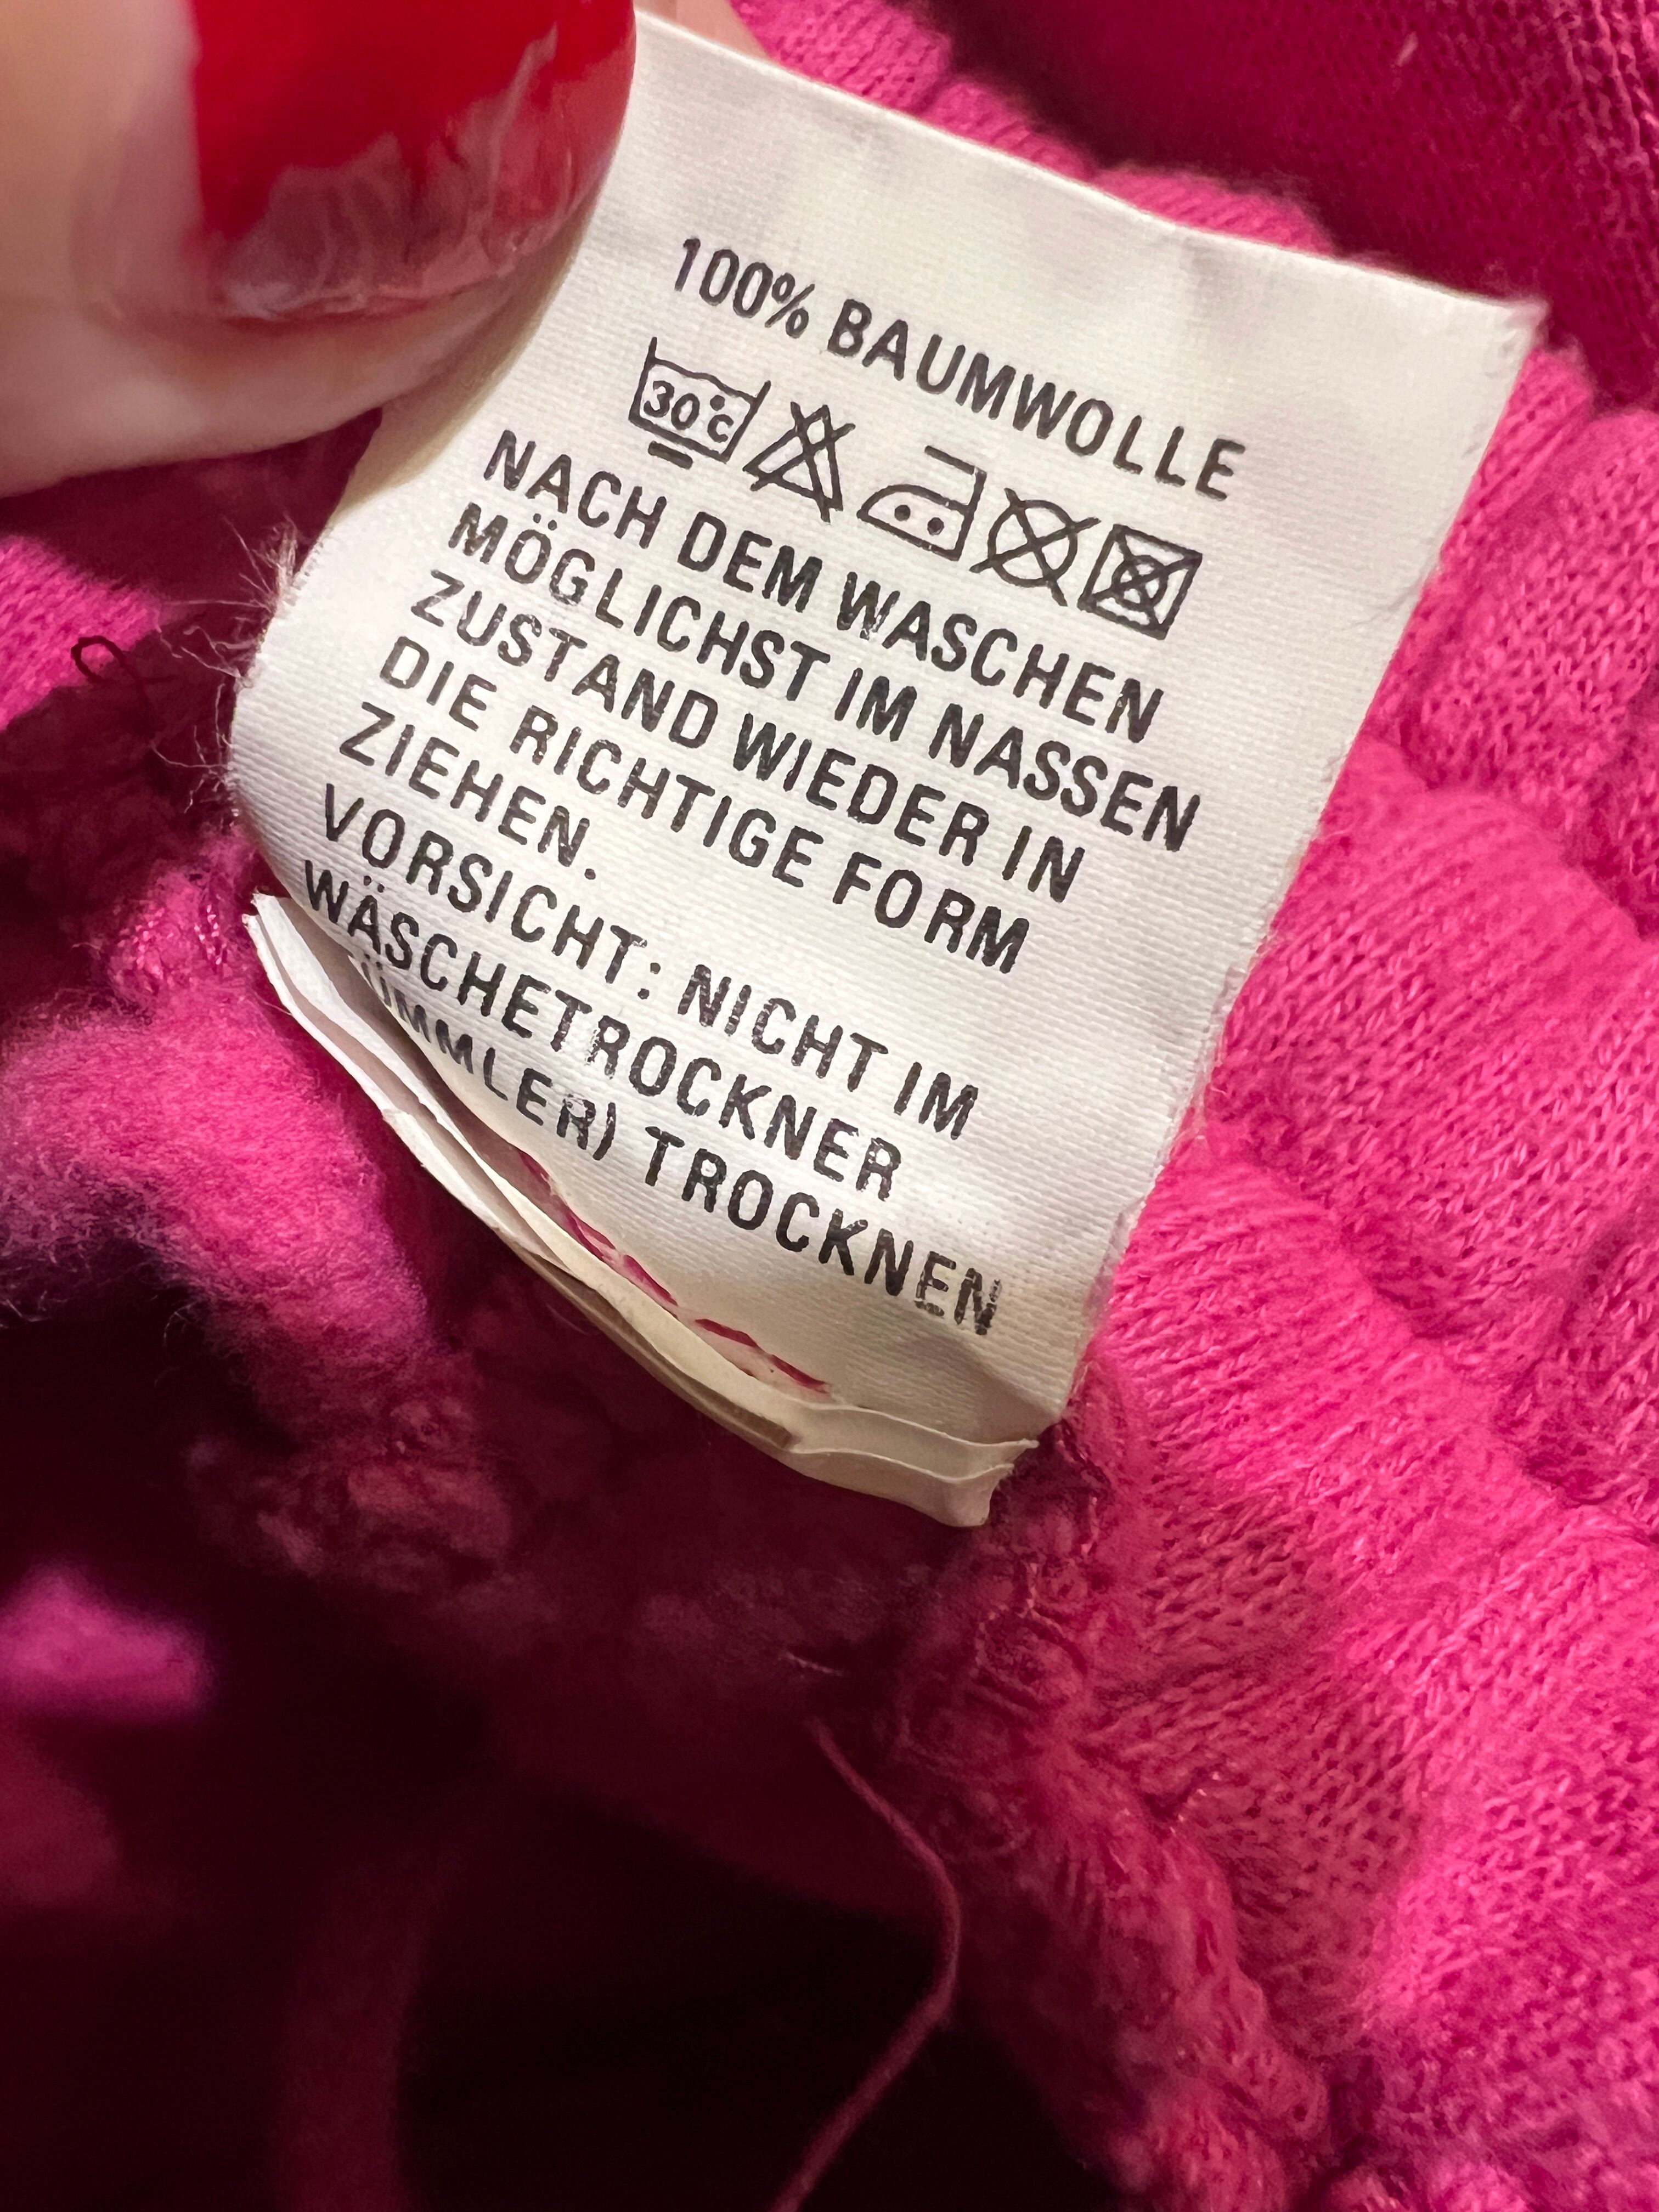 100% BAUMWOLLE
30°C
NACH DEM WASCHEN
MÖGLICHST IM NASSEN
ZUSTAND WIEDER IN
DIE RICHTIGE FORM
ZIEHEN.
VORSICHT: NICHT IM
WÄSCHETROCKNER
TROCKNEN